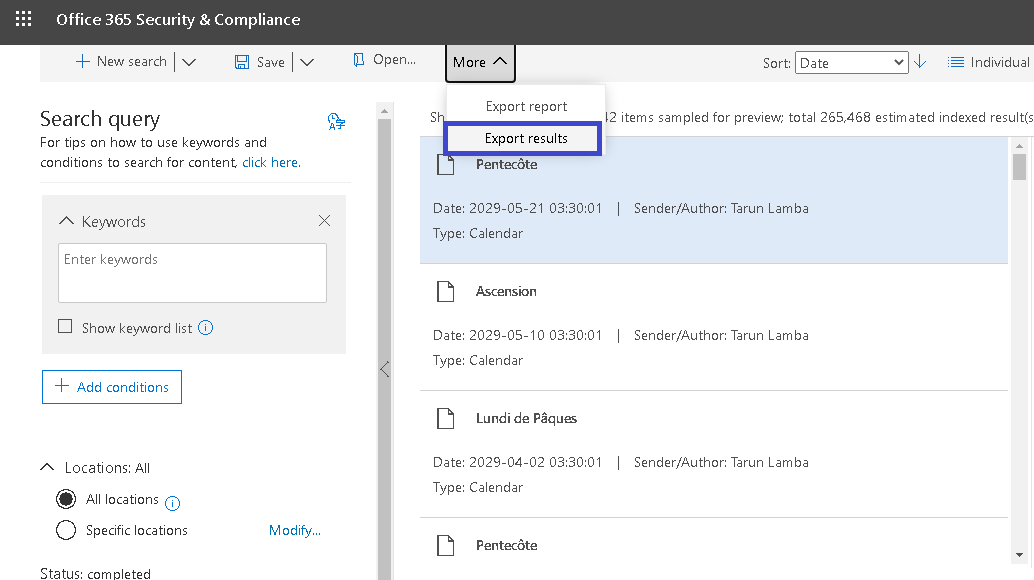 Office 365 Security & Compliance
New search
Save
Open...
More
Sort:
Date
Individual
Export report
Export results
Search query
For tips on how to use keywords and
conditions to search for content, click here.
42 items sampled for preview; total 265,468 estimated indexed result(s
Keywords
Enter keywords
Show keyword list
Add conditions
Locations: All
All locations
Specific locations
Modify...
Status: completed
Pentecôte
Date: 2029-05-21 03:30:01 | Sender/Author: Tarun Lamba
Type: Calendar
Ascension
Date: 2029-05-10 03:30:01 | Sender/Author: Tarun Lamba
Type: Calendar
Lundi de Pâques
Date: 2029-04-02 03:30:01 | Sender/Author: Tarun Lamba
Type: Calendar
Pentecôte